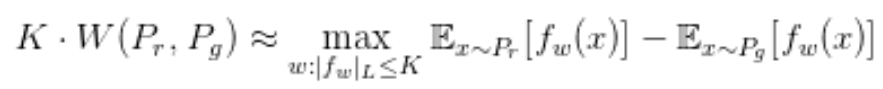 K · W(P_r, P_g) ≈ max_{w:|f_w|_L≤K} 𝔼_{x∼P_r}[f_w(x)] − 𝔼_{x∼P_g}[f_w(x)]